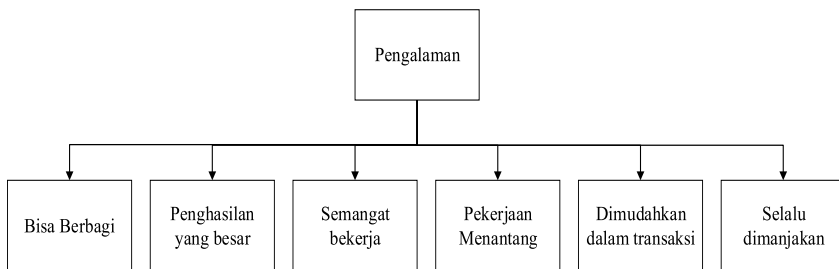 Pengalaman
Bisa Berbagi
Penghasilan
yang besar
Semangat
bekerja
Pekerjaan
Menantang
Dimudahkan
dalam transaksi
Selalu
dimanjakan